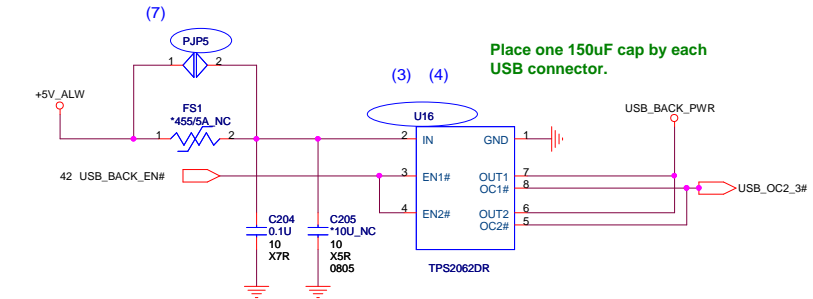 (7)
PJP5
1 2
Place one 150uF cap by each
USB connector.
(3) (4)
+5V_ALW
FS1
*455/5A_NC
1 2
U16
USB_BACK_PWR
2 IN GND 1
42 USB_BACK_EN#
3 EN1# OUT1 7
OC1# 8
USB_OC2_3#
4 EN2# OUT2 6
OC2# 5
C204
0.1U
10
X7R
C205
*10U_NC
10
X5R
0805
TPS2062DR